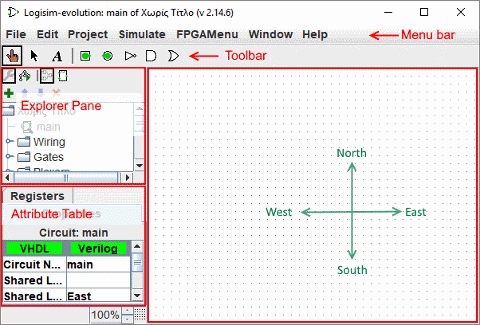 Logisim-evolution: main of Χωρίς Τίτλο (v 2.14.6)
File Edit Project Simulate FPGAMenu Window Help
Menu bar
A
Toolbar
Χωρίς Τίτλο
Explorer Pane
main
Wiring
Gates
Plexers
North
West East
South
Registers
Attribute Table
Circuit: main
VHDL Verilog
Circuit N... main
Shared L...
Shared L... East
100%